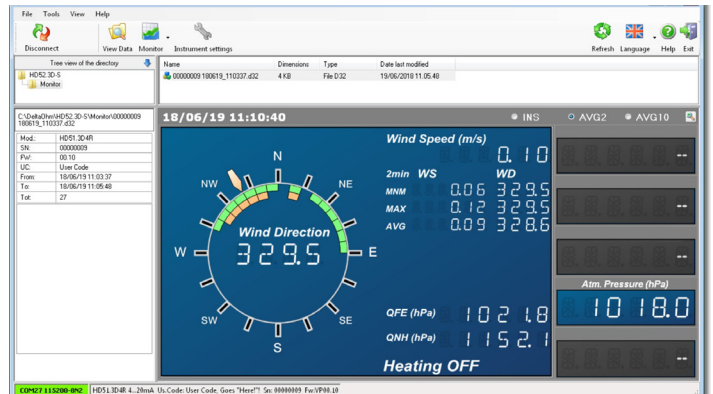 File Tools View Help
Disconnect View Data Monitor Instrument settings Refresh Language Help Exit
Tree view of the directory
HD52.3D-S
Monitor
Name Dimensions Type Date last modified
00000009 180619_110337.d32 4 KB File D32 19/06/2018 11.05.48
C:\DeltaOhm\HD52.3D-S\Monitor\00000009
180619_110337.d32
Mod.: HD51.3D4R
SN: 00000009
FW: 00.10
UC: User Code
From: 18/06/19 11:03:37
To: 18/06/19 11:05:48
Tot: 27
18/06/19 11:10:40 INS AVG2 AVG10
Wind Speed (m/s)
0.10
2min WS WD
MNM 0.06 329.5
MAX 0.12 329.5
AVG 0.09 328.6
N
NW NE
Wind Direction
W 329.5 E
SW SE
S
QFE (hPa) 1021.8
QNH (hPa) 1152.1
Heating OFF
--
--
--
Atm. Pressure (hPa)
1018.0
--
COM27 115200-8N2 HD51.3D4R 4...20mA Us.Code: User Code, Goes "Here!"! Sn: 00000009 Fw:VP00.10